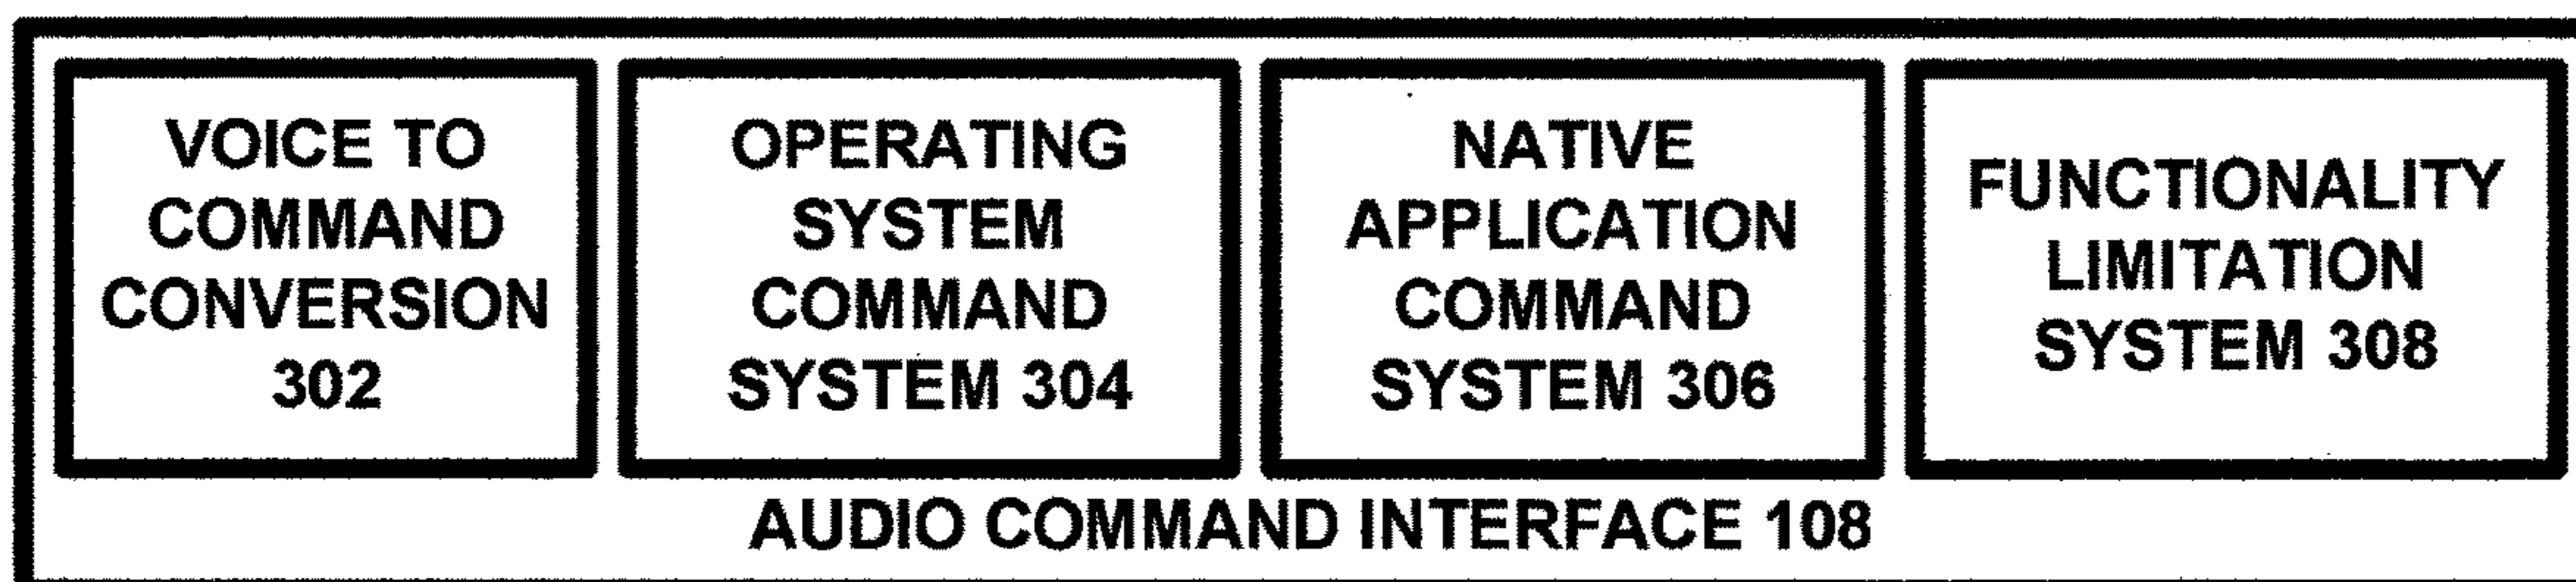 VOICE TO
COMMAND
CONVERSION
302
OPERATING
SYSTEM
COMMAND
SYSTEM 304
NATIVE
APPLICATION
COMMAND
SYSTEM 306
FUNCTIONALITY
LIMITATION
SYSTEM 308
AUDIO COMMAND INTERFACE 108